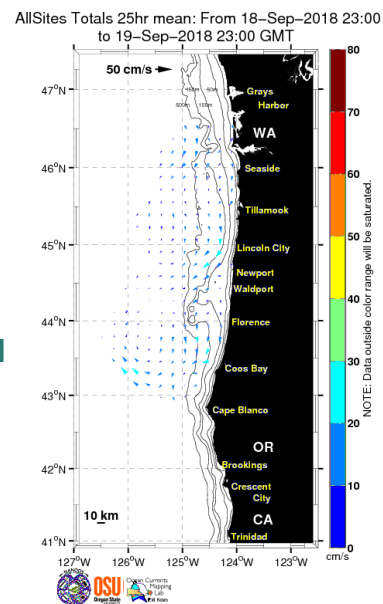 AllSites Totals 25hr mean: From 18−Sep−2018 23:00
to 19−Sep−2018 23:00 GMT
50 cm/s
500m 100m
47°N
46°N
45°N
44°N
43°N
42°N
41°N
Grays
Harbor
WA
Seaside
Tillamook
Lincoln City
Newport
Waldport
Florence
Coos Bay
Cape Blanco
OR
Brookings
Crescent
City
CA
Trinidad
10 km
127°W 126°W 125°W 124°W 123°W
80
70
60
50
40
30
20
10
0
cm/s
NOTE: Data outside color range will be saturated.
OSU
Oregon State
Ocean Currents
Mapping
Lab